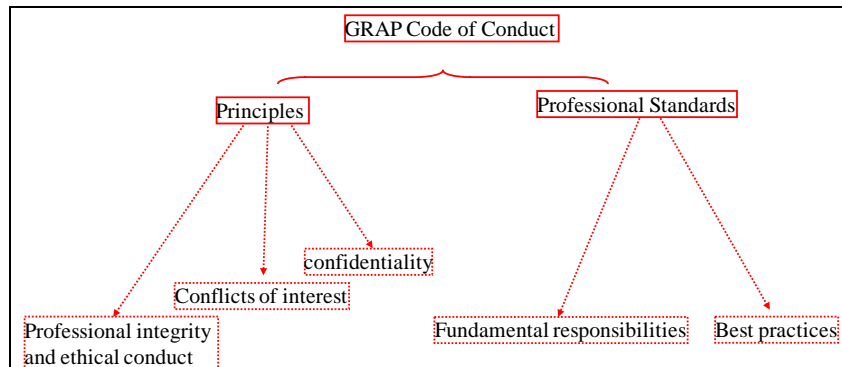 GRAP Code of Conduct
Principles
Professional Standards
confidentiality
Conflicts of interest
Professional integrity
and ethical conduct
Fundamental responsibilities
Best practices